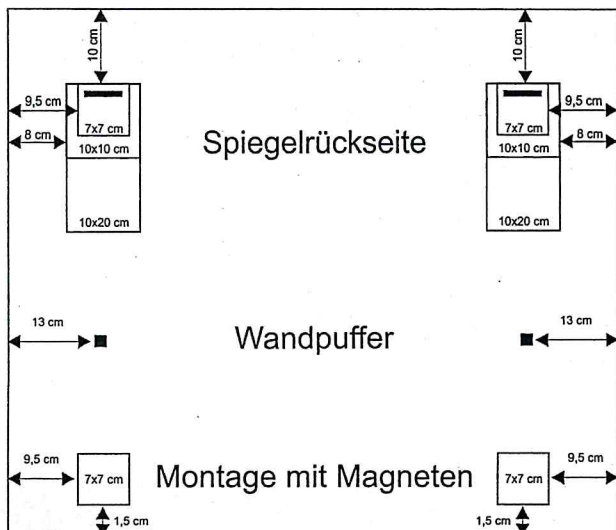 10 cm
10 cm
9,5 cm
9,5 cm
7x7 cm
7x7 cm
8 cm
8 cm
Spiegelrückseite
10x10 cm
10x10 cm
10x20 cm
10x20 cm
13 cm
13 cm
Wandpuffer
9,5 cm
9,5 cm
7x7 cm
Montage mit Magneten
7x7 cm
1,5 cm
1,5 cm